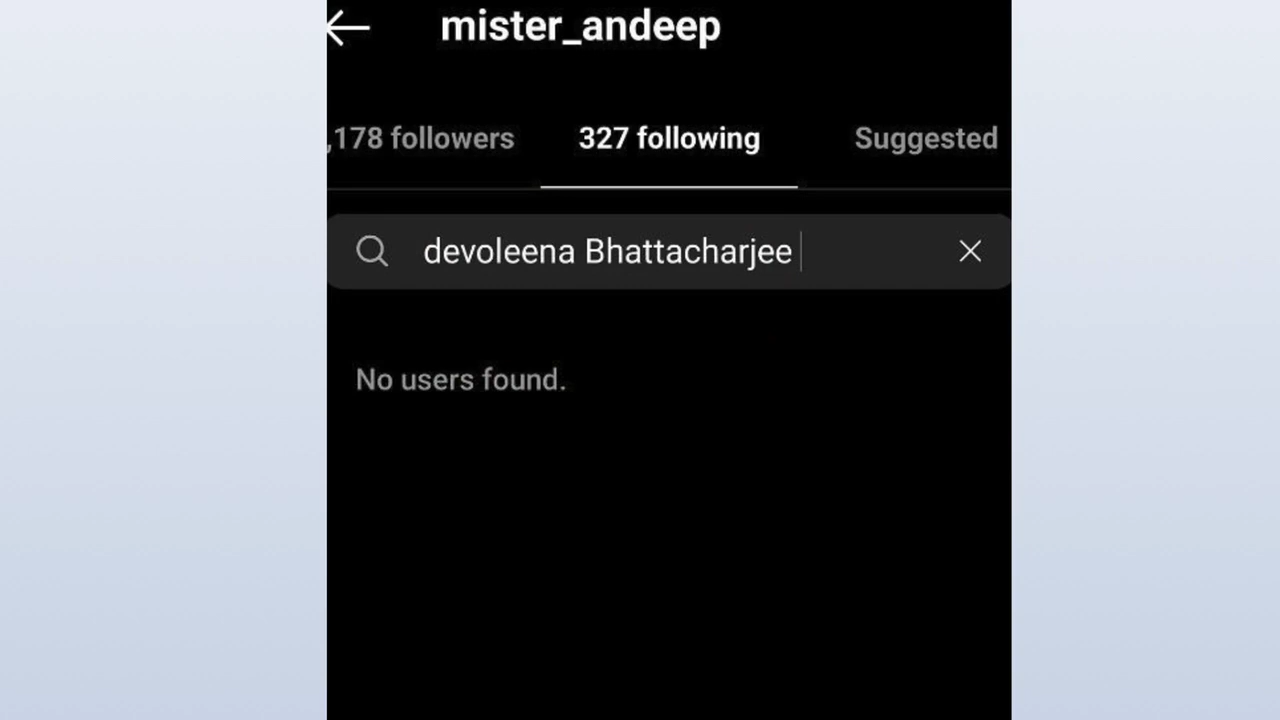 mister_andeep
,178 followers 327 following Suggested
devoleena Bhattacharjee
No users found.